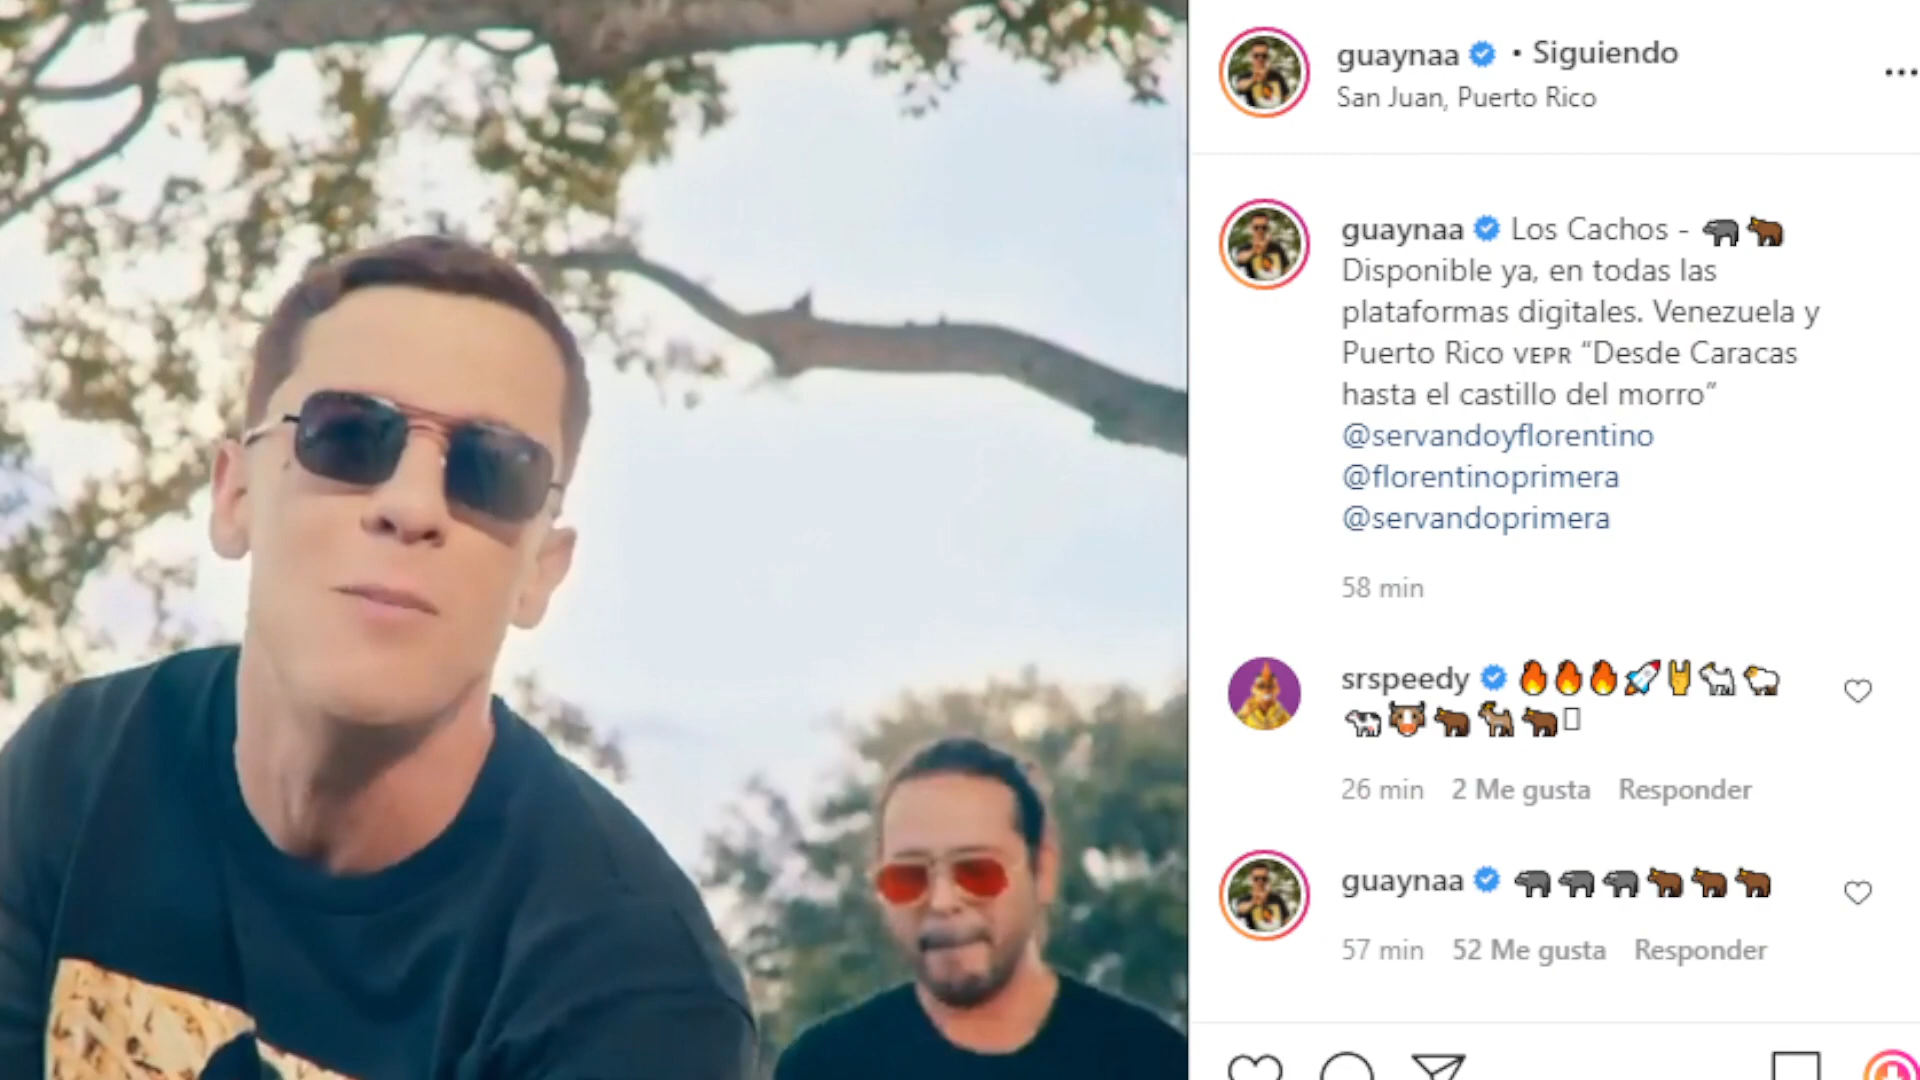 guaynaa • Siguiendo
San Juan, Puerto Rico
guaynaa Los Cachos -
Disponible ya, en todas las
plataformas digitales. Venezuela y
Puerto Rico VEPR “Desde Caracas
hasta el castillo del morro”
@servandoyflorentino
@florentinoprimera
@servandoprimera
58 min
srspeedy 🔥🔥🔥🚀🤘🐐🐑
🐄🐮🐂🐐🐂
26 min 2 Me gusta Responder
guaynaa 🐂🐂🐂
57 min 52 Me gusta Responder